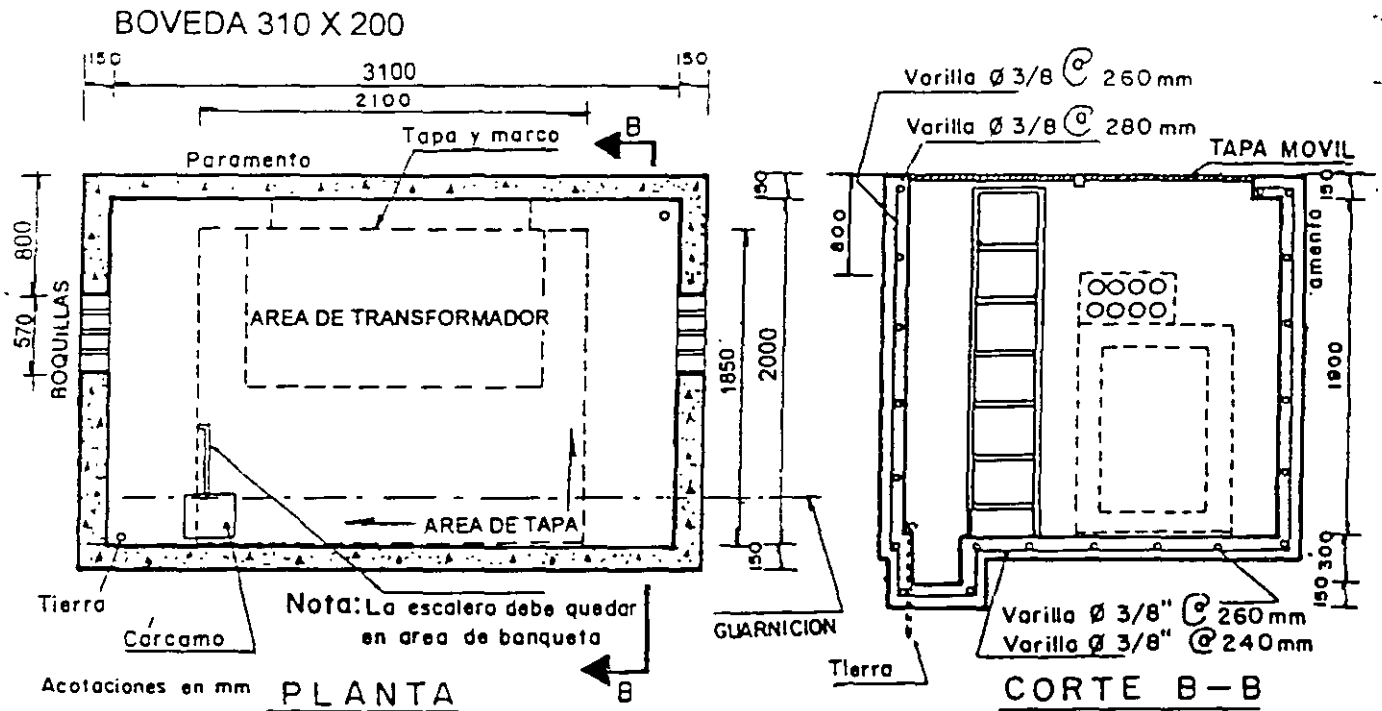 BOVEDA 310 X 200
150
3100
150
2100
Tapa y marco
B
Paramento
800
570
BOQUILLAS
AREA DE TRANSFORMADOR
1850
150
2000
150
AREA DE TAPA
Tierra
Cárcamo
Nota: La escalera debe quedar
en area de banqueta
GUARNICION
B
Acotaciones en mm
PLANTA
Varilla Ø 3/8 @ 260 mm
Varilla Ø 3/8 @ 280 mm
TAPA MOVIL
800
150
amento
1900
300
150
Varilla Ø 3/8" @ 260 mm
Varilla Ø 3/8" @ 240 mm
Tierra
CORTE B-B